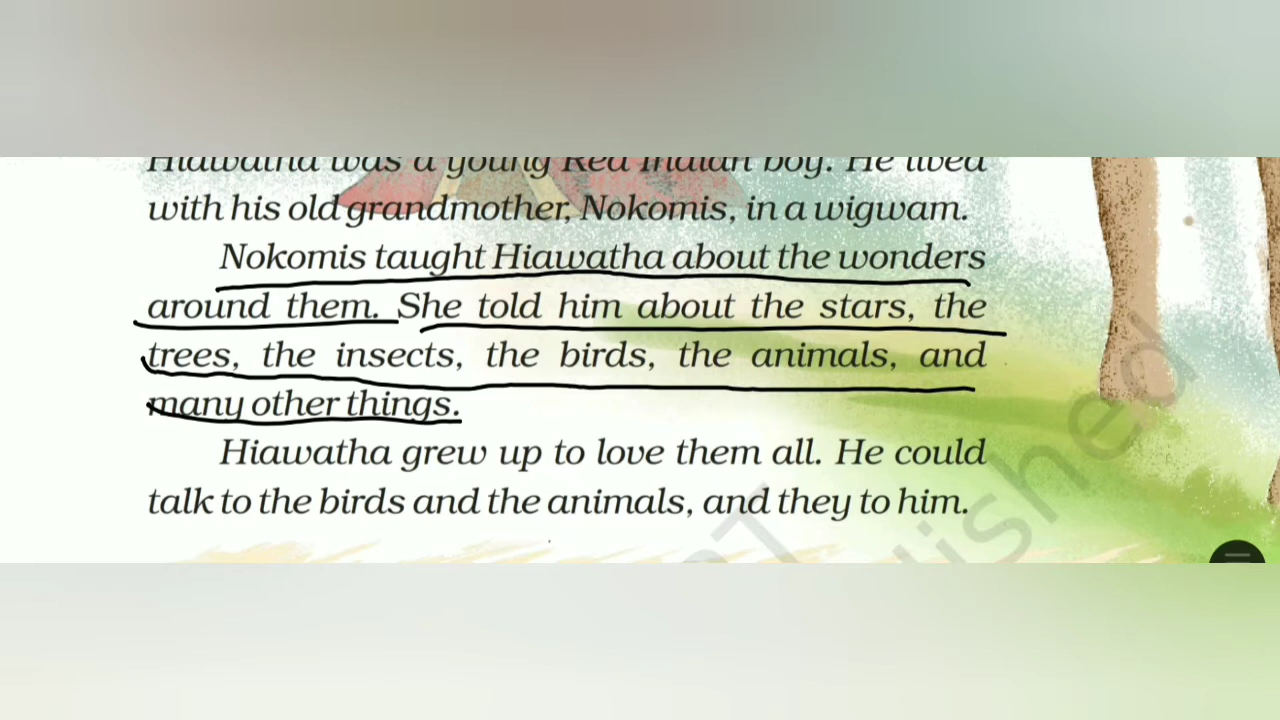 Hiawatha was a young Red Indian boy. He lived
with his old grandmother, Nokomis, in a wigwam.
Nokomis taught Hiawatha about the wonders
around them. She told him about the stars, the
trees, the insects, the birds, the animals, and
many other things.
Hiawatha grew up to love them all. He could
talk to the birds and the animals, and they to him.